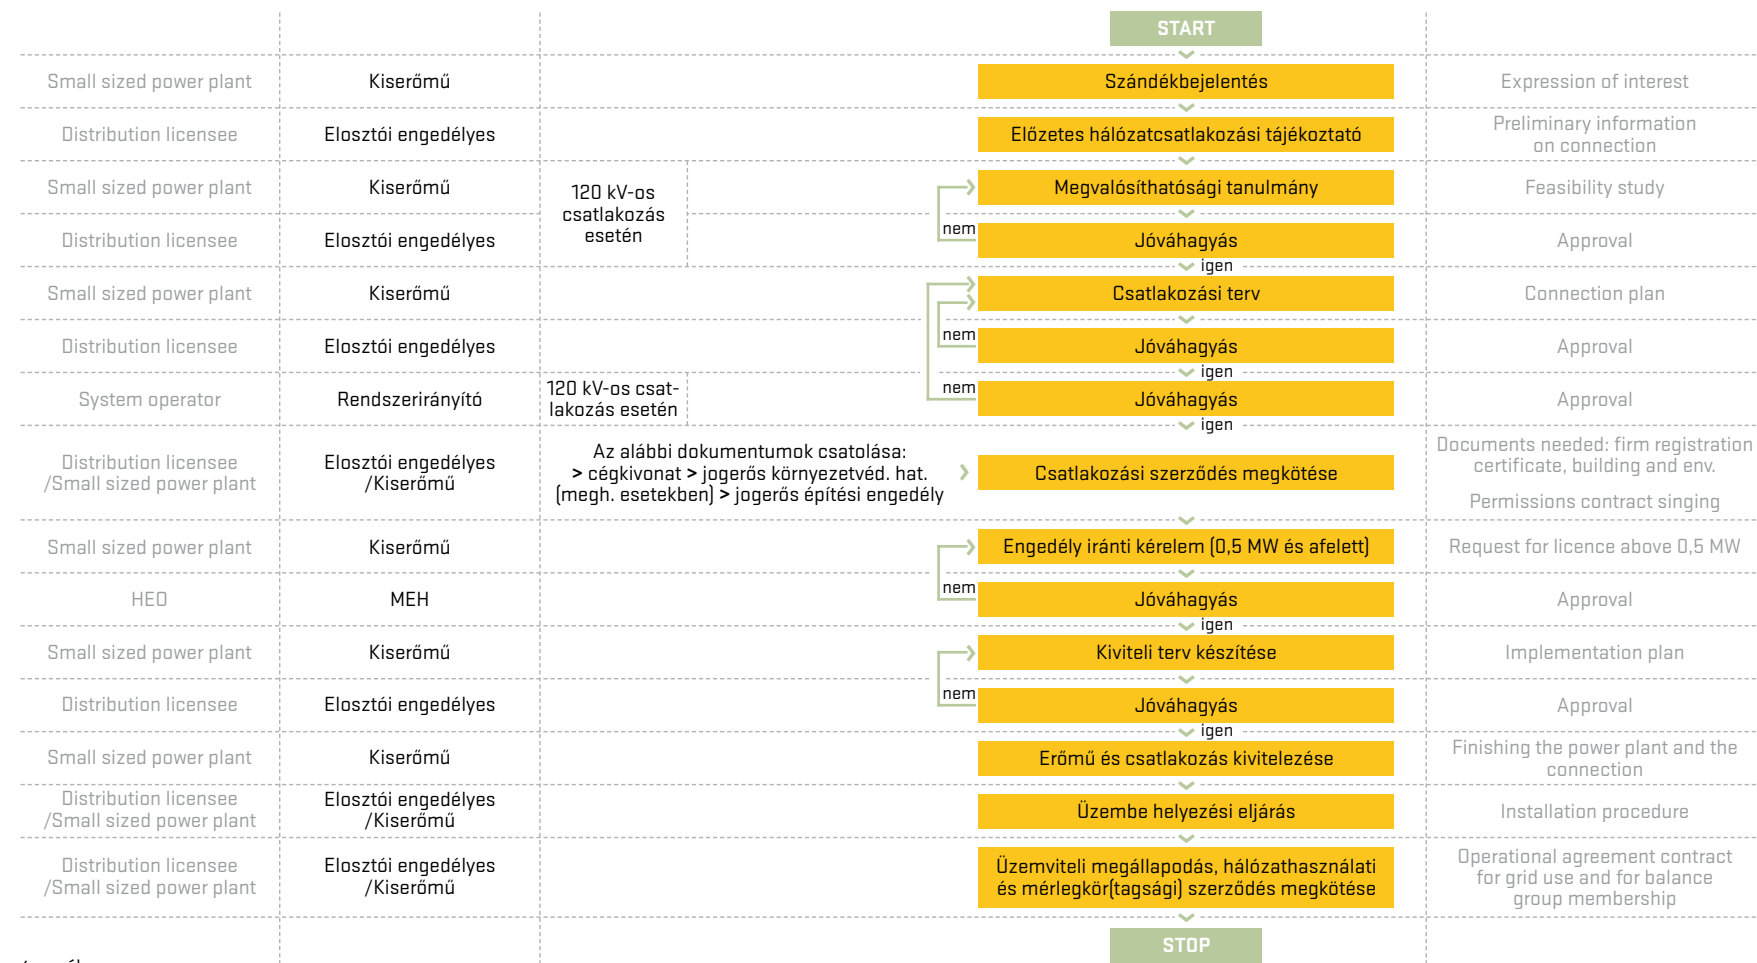 START
Small sized power plant
Kiserőmű
Szándékbejelentés
Expression of interest
Distribution licensee
Elosztói engedélyes
Előzetes hálózatcsatlakozási tájékoztató
Preliminary information
on connection
Small sized power plant
Kiserőmű
120 kV-os
csatlakozás
esetén
Megvalósíthatósági tanulmány
Feasibility study
nem
Distribution licensee
Elosztói engedélyes
Jóváhagyás
Approval
igen
Small sized power plant
Kiserőmű
Csatlakozási terv
Connection plan
nem
Distribution licensee
Elosztói engedélyes
Jóváhagyás
Approval
igen
System operator
Rendszerirányító
120 kV-os csat-
lakozás esetén
nem
Jóváhagyás
Approval
igen
Distribution licensee
/Small sized power plant
Elosztói engedélyes
/Kiserőmű
Az alábbi dokumentumok csatolása:
> cégkivonat > jogerős környezetvéd. hat.
(megh. esetekben) > jogerős építési engedély
Csatlakozási szerződés megkötése
Documents needed: firm registration
certificate, building and env.
Permissions contract singing
Small sized power plant
Kiserőmű
Engedély iránti kérelem (0,5 MW és afelett)
Request for licence above 0,5 MW
nem
HEO
MEH
Jóváhagyás
Approval
igen
Small sized power plant
Kiserőmű
Kiviteli terv készítése
Implementation plan
nem
Distribution licensee
Elosztói engedélyes
Jóváhagyás
Approval
igen
Small sized power plant
Kiserőmű
Erőmű és csatlakozás kivitelezése
Finishing the power plant and the
connection
Distribution licensee
/Small sized power plant
Elosztói engedélyes
/Kiserőmű
Üzembe helyezési eljárás
Installation procedure
Distribution licensee
/Small sized power plant
Elosztói engedélyes
/Kiserőmű
Üzemviteli megállapodás, hálózathasználati
és mérlegkör(tagsági) szerződés megkötése
Operational agreement contract
for grid use and for balance
group membership
STOP